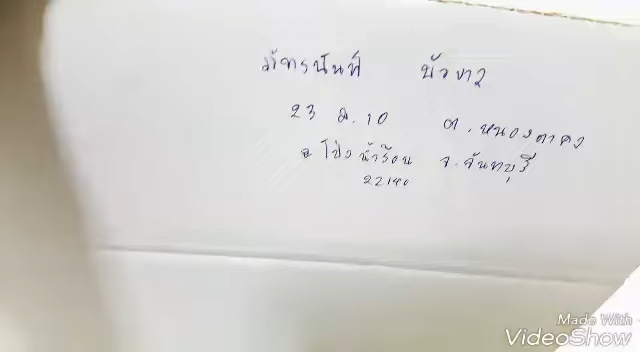 ภัทรนันท์ บัวขาว
23 ม.10 ต.หนองตาคง
อ โป่งน้ำร้อน จ.จันทบุรี
22140
Made With
VideoShow